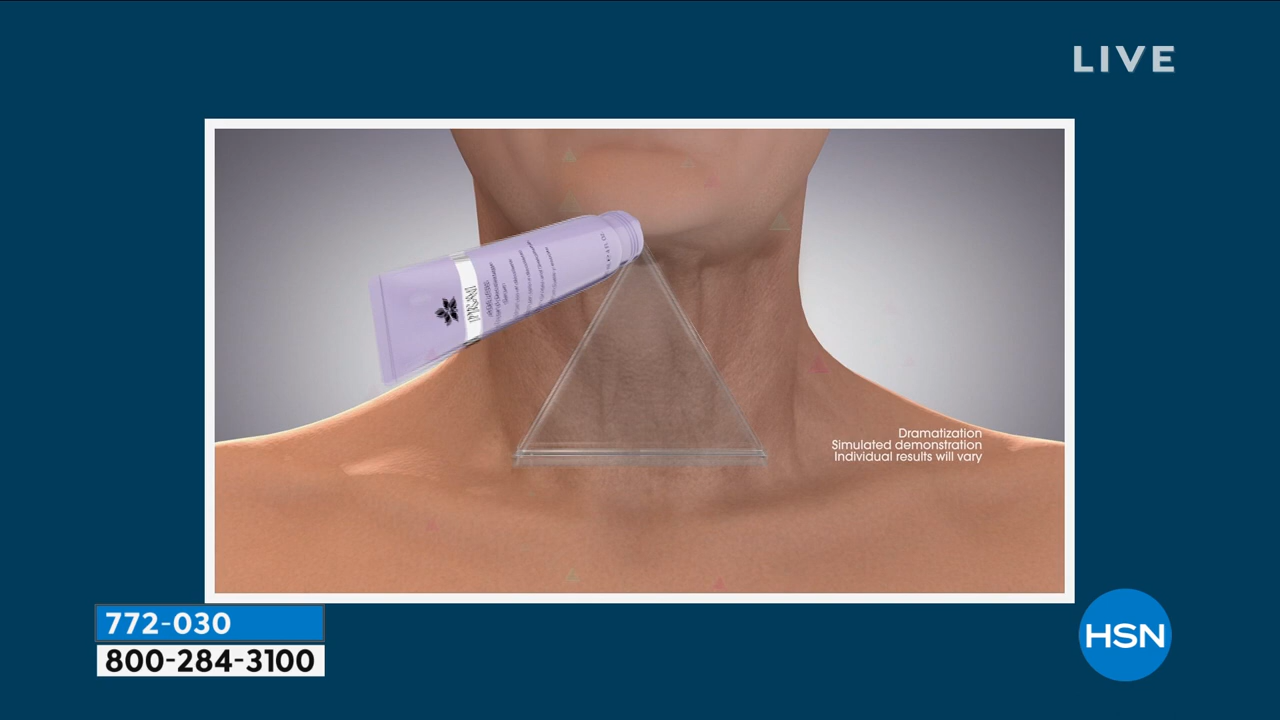 LIVE
Dramatization
Simulated demonstration
Individual results will vary
772-030
800-284-3100
HSN